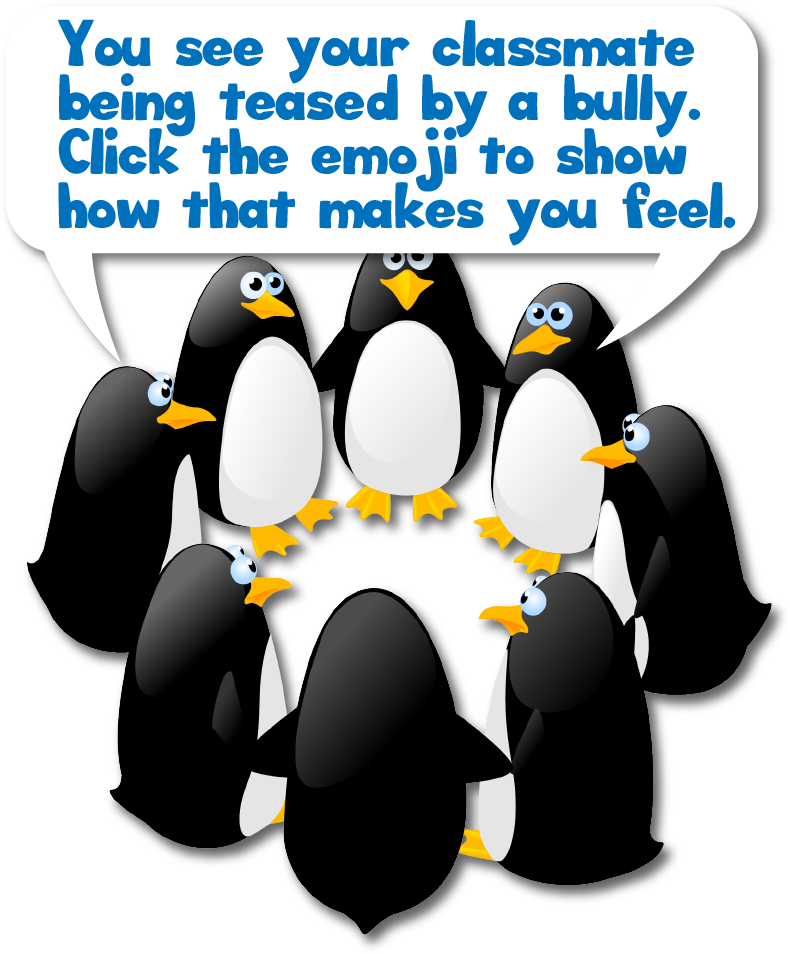 You see your classmate
being teased by a bully.
Click the emoji to show
how that makes you feel.